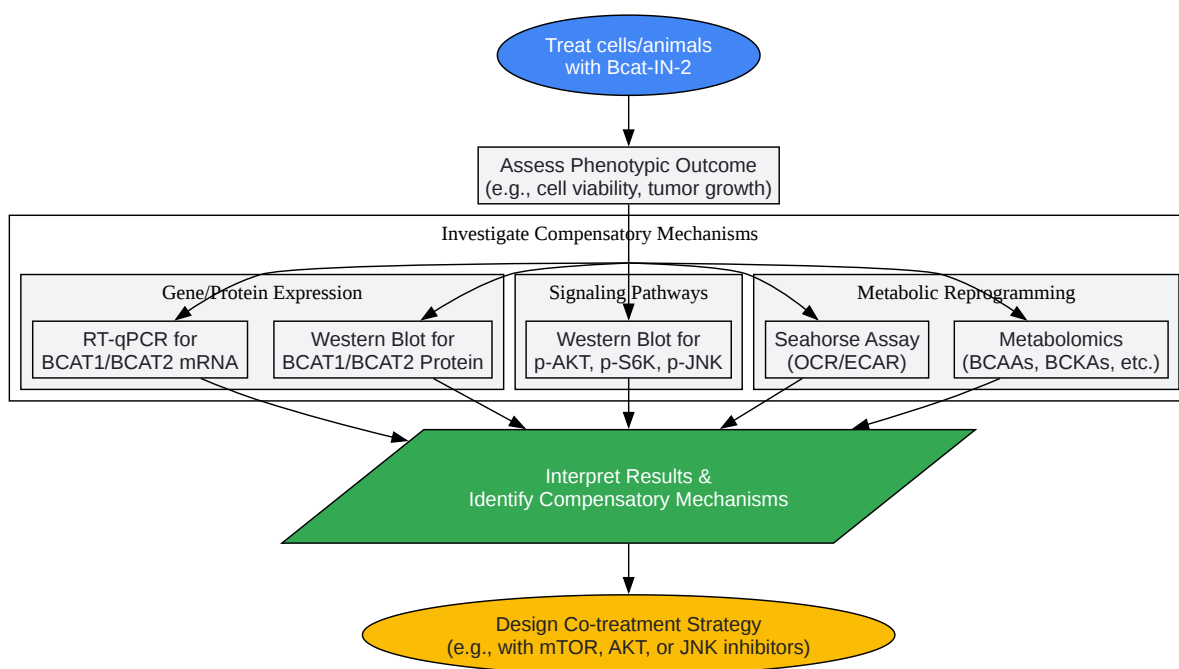 Treat cells/animals
with Bcat-IN-2
Assess Phenotypic Outcome
(e.g., cell viability, tumor growth)
Investigate Compensatory Mechanisms
Gene/Protein Expression
Signaling Pathways
Metabolic Reprogramming
RT-qPCR for
BCAT1/BCAT2 mRNA
Western Blot for
BCAT1/BCAT2 Protein
Western Blot for
p-AKT, p-S6K, p-JNK
Seahorse Assay
(OCR/ECAR)
Metabolomics
(BCAAs, BCKAs, etc.)
Interpret Results &
Identify Compensatory Mechanisms
Design Co-treatment Strategy
(e.g., with mTOR, AKT, or JNK inhibitors)